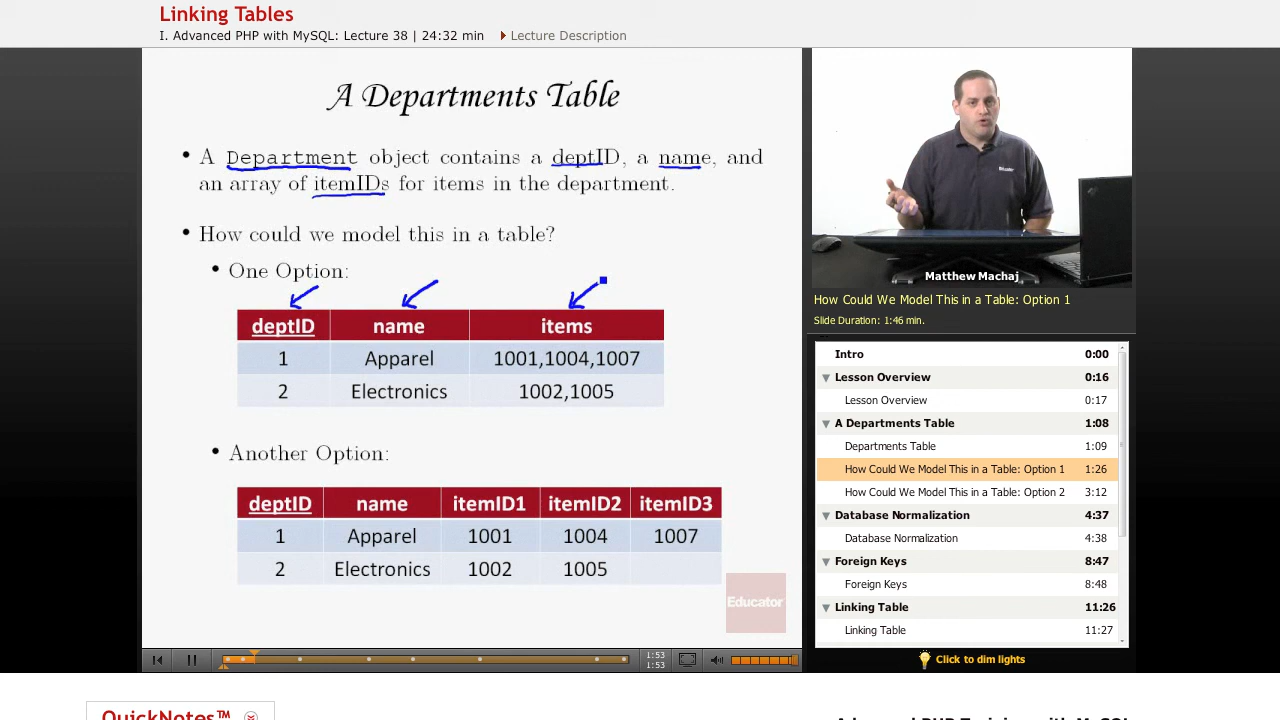 Linking Tables
I. Advanced PHP with MySQL: Lecture 38 | 24:32 min Lecture Description
A Departments Table
• A Department object contains a deptID, a name, and
an array of itemIDs for items in the department.
• How could we model this in a table?
• One Option:
deptID name items
1 Apparel 1001,1004,1007
2 Electronics 1002,1005
• Another Option:
deptID name itemID1 itemID2 itemID3
1 Apparel 1001 1004 1007
2 Electronics 1002 1005
Educator
1:53
1:53
Matthew Machaj
How Could We Model This in a Table: Option 1
Slide Duration: 1:46 min.
Intro 0:00
Lesson Overview 0:16
Lesson Overview 0:17
A Departments Table 1:08
Departments Table 1:09
How Could We Model This in a Table: Option 1 1:26
How Could We Model This in a Table: Option 2 3:12
Database Normalization 4:37
Database Normalization 4:38
Foreign Keys 8:47
Foreign Keys 8:48
Linking Table 11:26
Linking Table 11:27
Click to dim lights
QuickNotes™
Advanced PHP Training with MySQL